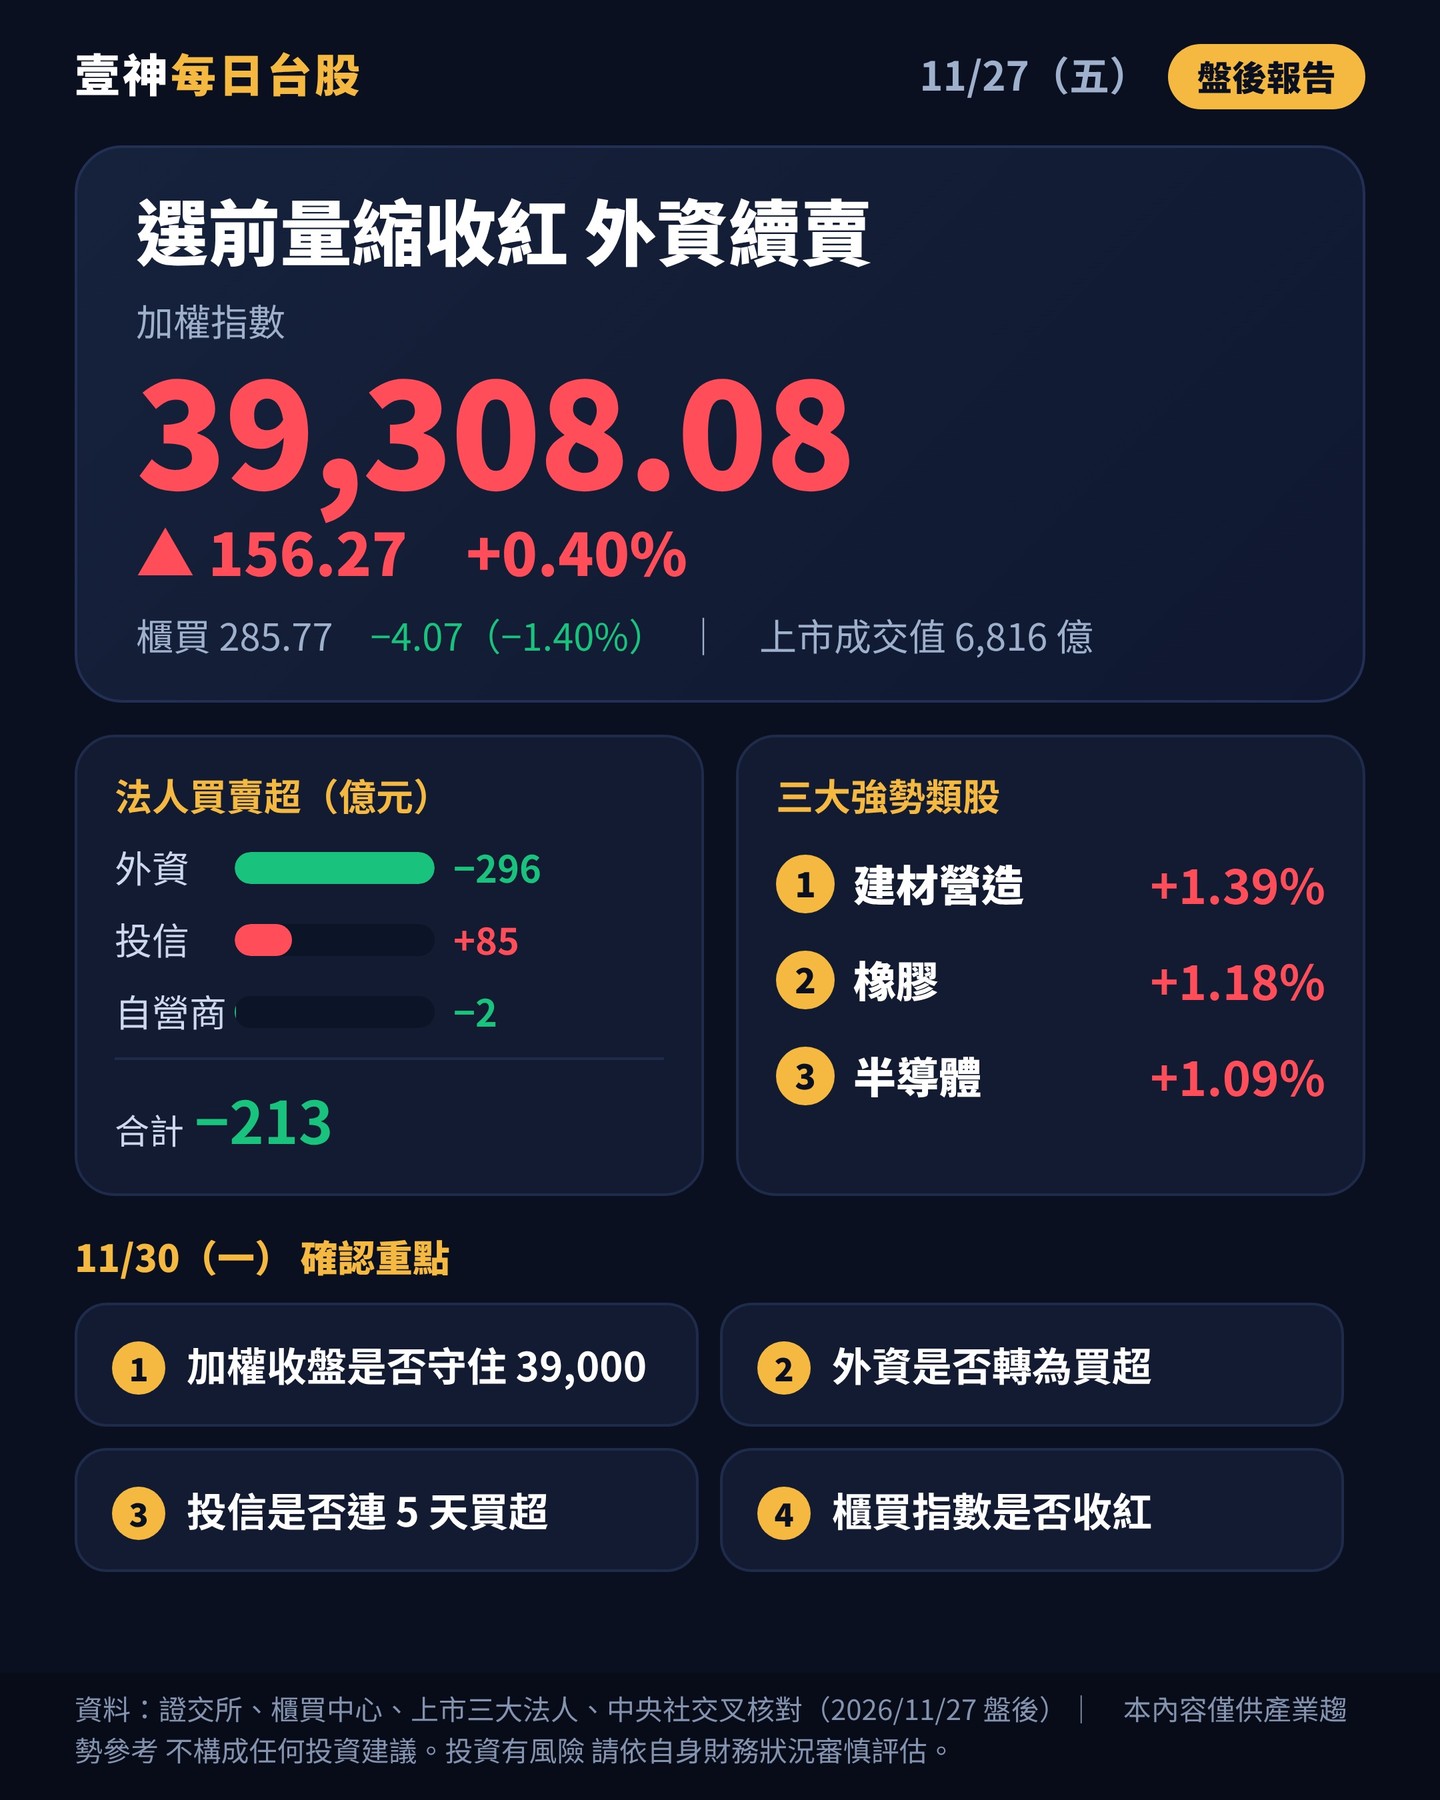 壹神每日台股
11/27（五） 盤後報告
選前量縮收紅 外資續賣
加權指數
39,308.08
▲ 156.27 +0.40%
櫃買 285.77 −4.07（−1.40%） ｜ 上市成交值 6,816 億
法人買賣超（億元）
外資 −296
投信 +85
自營商 −2
合計 −213
三大強勢類股
1 建材營造 +1.39%
2 橡膠 +1.18%
3 半導體 +1.09%
11/30（一） 確認重點
1 加權收盤是否守住 39,000
2 外資是否轉為買超
3 投信是否連 5 天買超
4 櫃買指數是否收紅
資料：證交所、櫃買中心、上市三大法人、中央社交叉核對（2026/11/27 盤後）｜ 本內容僅供產業趨
勢參考 不構成任何投資建議。投資有風險 請依自身財務狀況審慎評估。